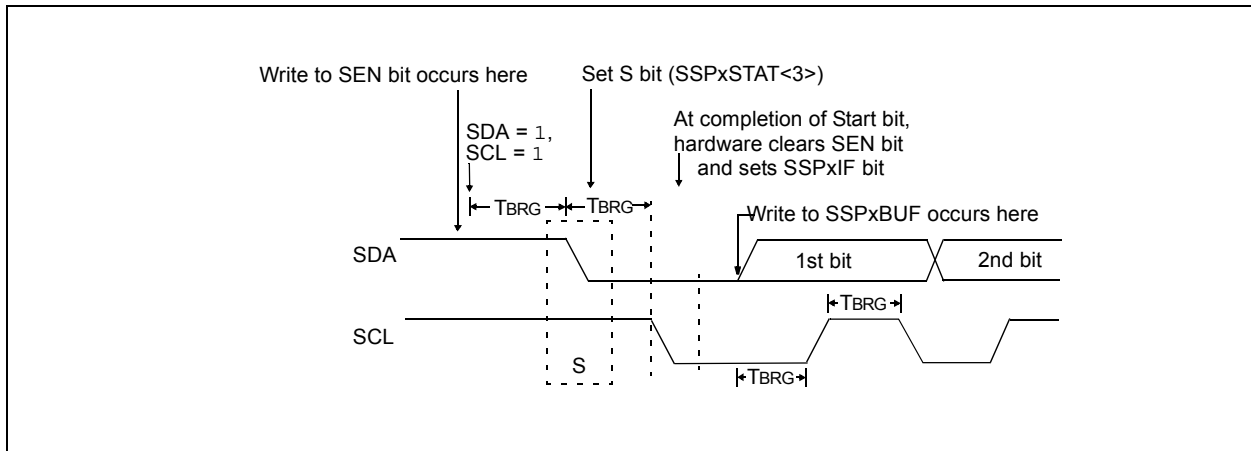 Write to SEN bit occurs here
Set S bit (SSPxSTAT<3>)
SDA = 1,
SCL = 1
At completion of Start bit,
hardware clears SEN bit
and sets SSPxIF bit
TBRG
TBRG
Write to SSPxBUF occurs here
SDA
1st bit
2nd bit
TBRG
SCL
S
TBRG